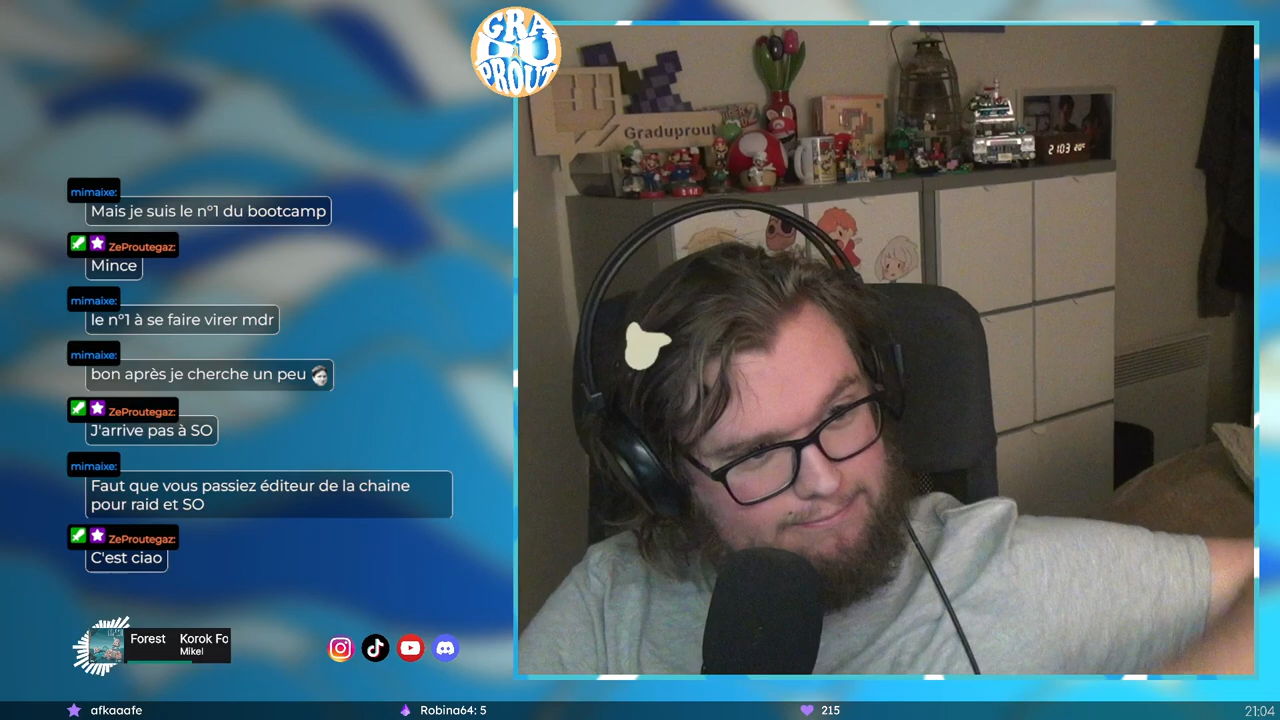 GRA
DU
PROUT
Graduprout
2103 20°
mimaixe:
Mais je suis le n°1 du bootcamp
ZeProutegaz:
Mince
mimaixe:
le n°1 à se faire virer mdr
mimaixe:
bon après je cherche un peu
ZeProutegaz:
J'arrive pas à SO
mimaixe:
Faut que vous passiez éditeur de la chaine
pour raid et SO
ZeProutegaz:
C'est ciao
Forest Korok Fo
Mikel
afkaaafe
Robina64: 5
215
21:04